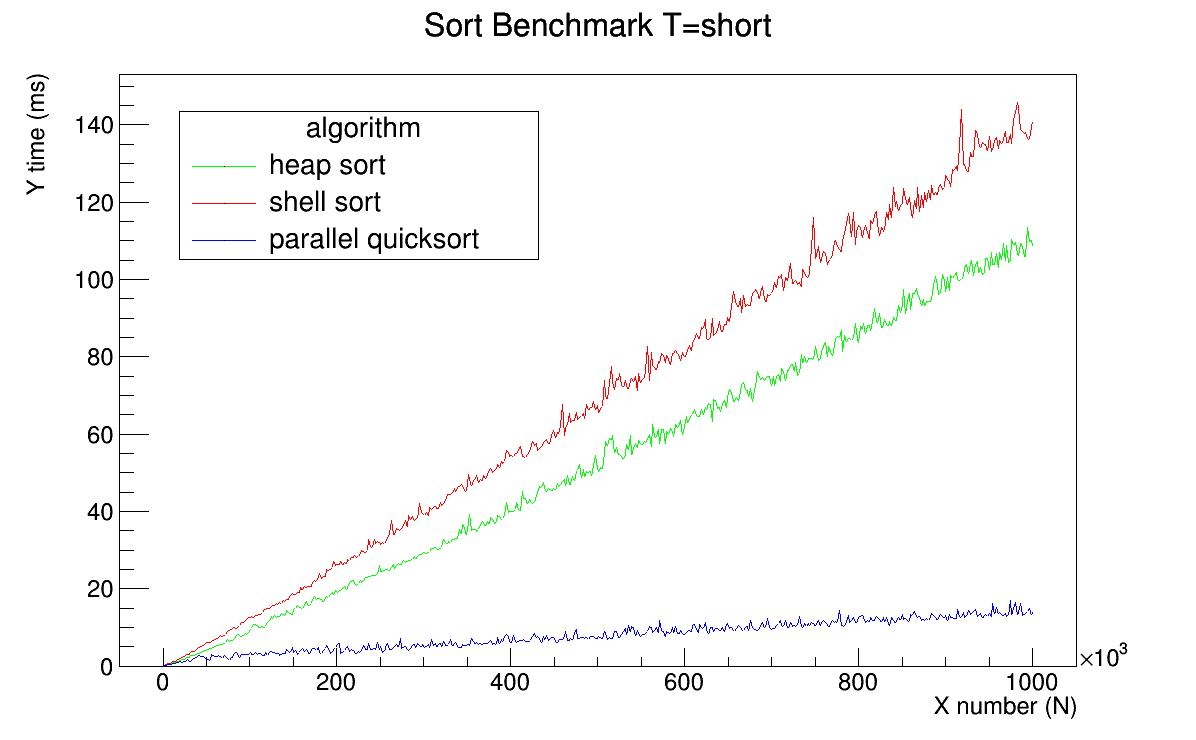 Sort Benchmark T=short
Y time (ms)
140
120
100
80
60
40
20
0
algorithm
heap sort
shell sort
parallel quicksort
0 200 400 600 800 1000
×10³
X number (N)